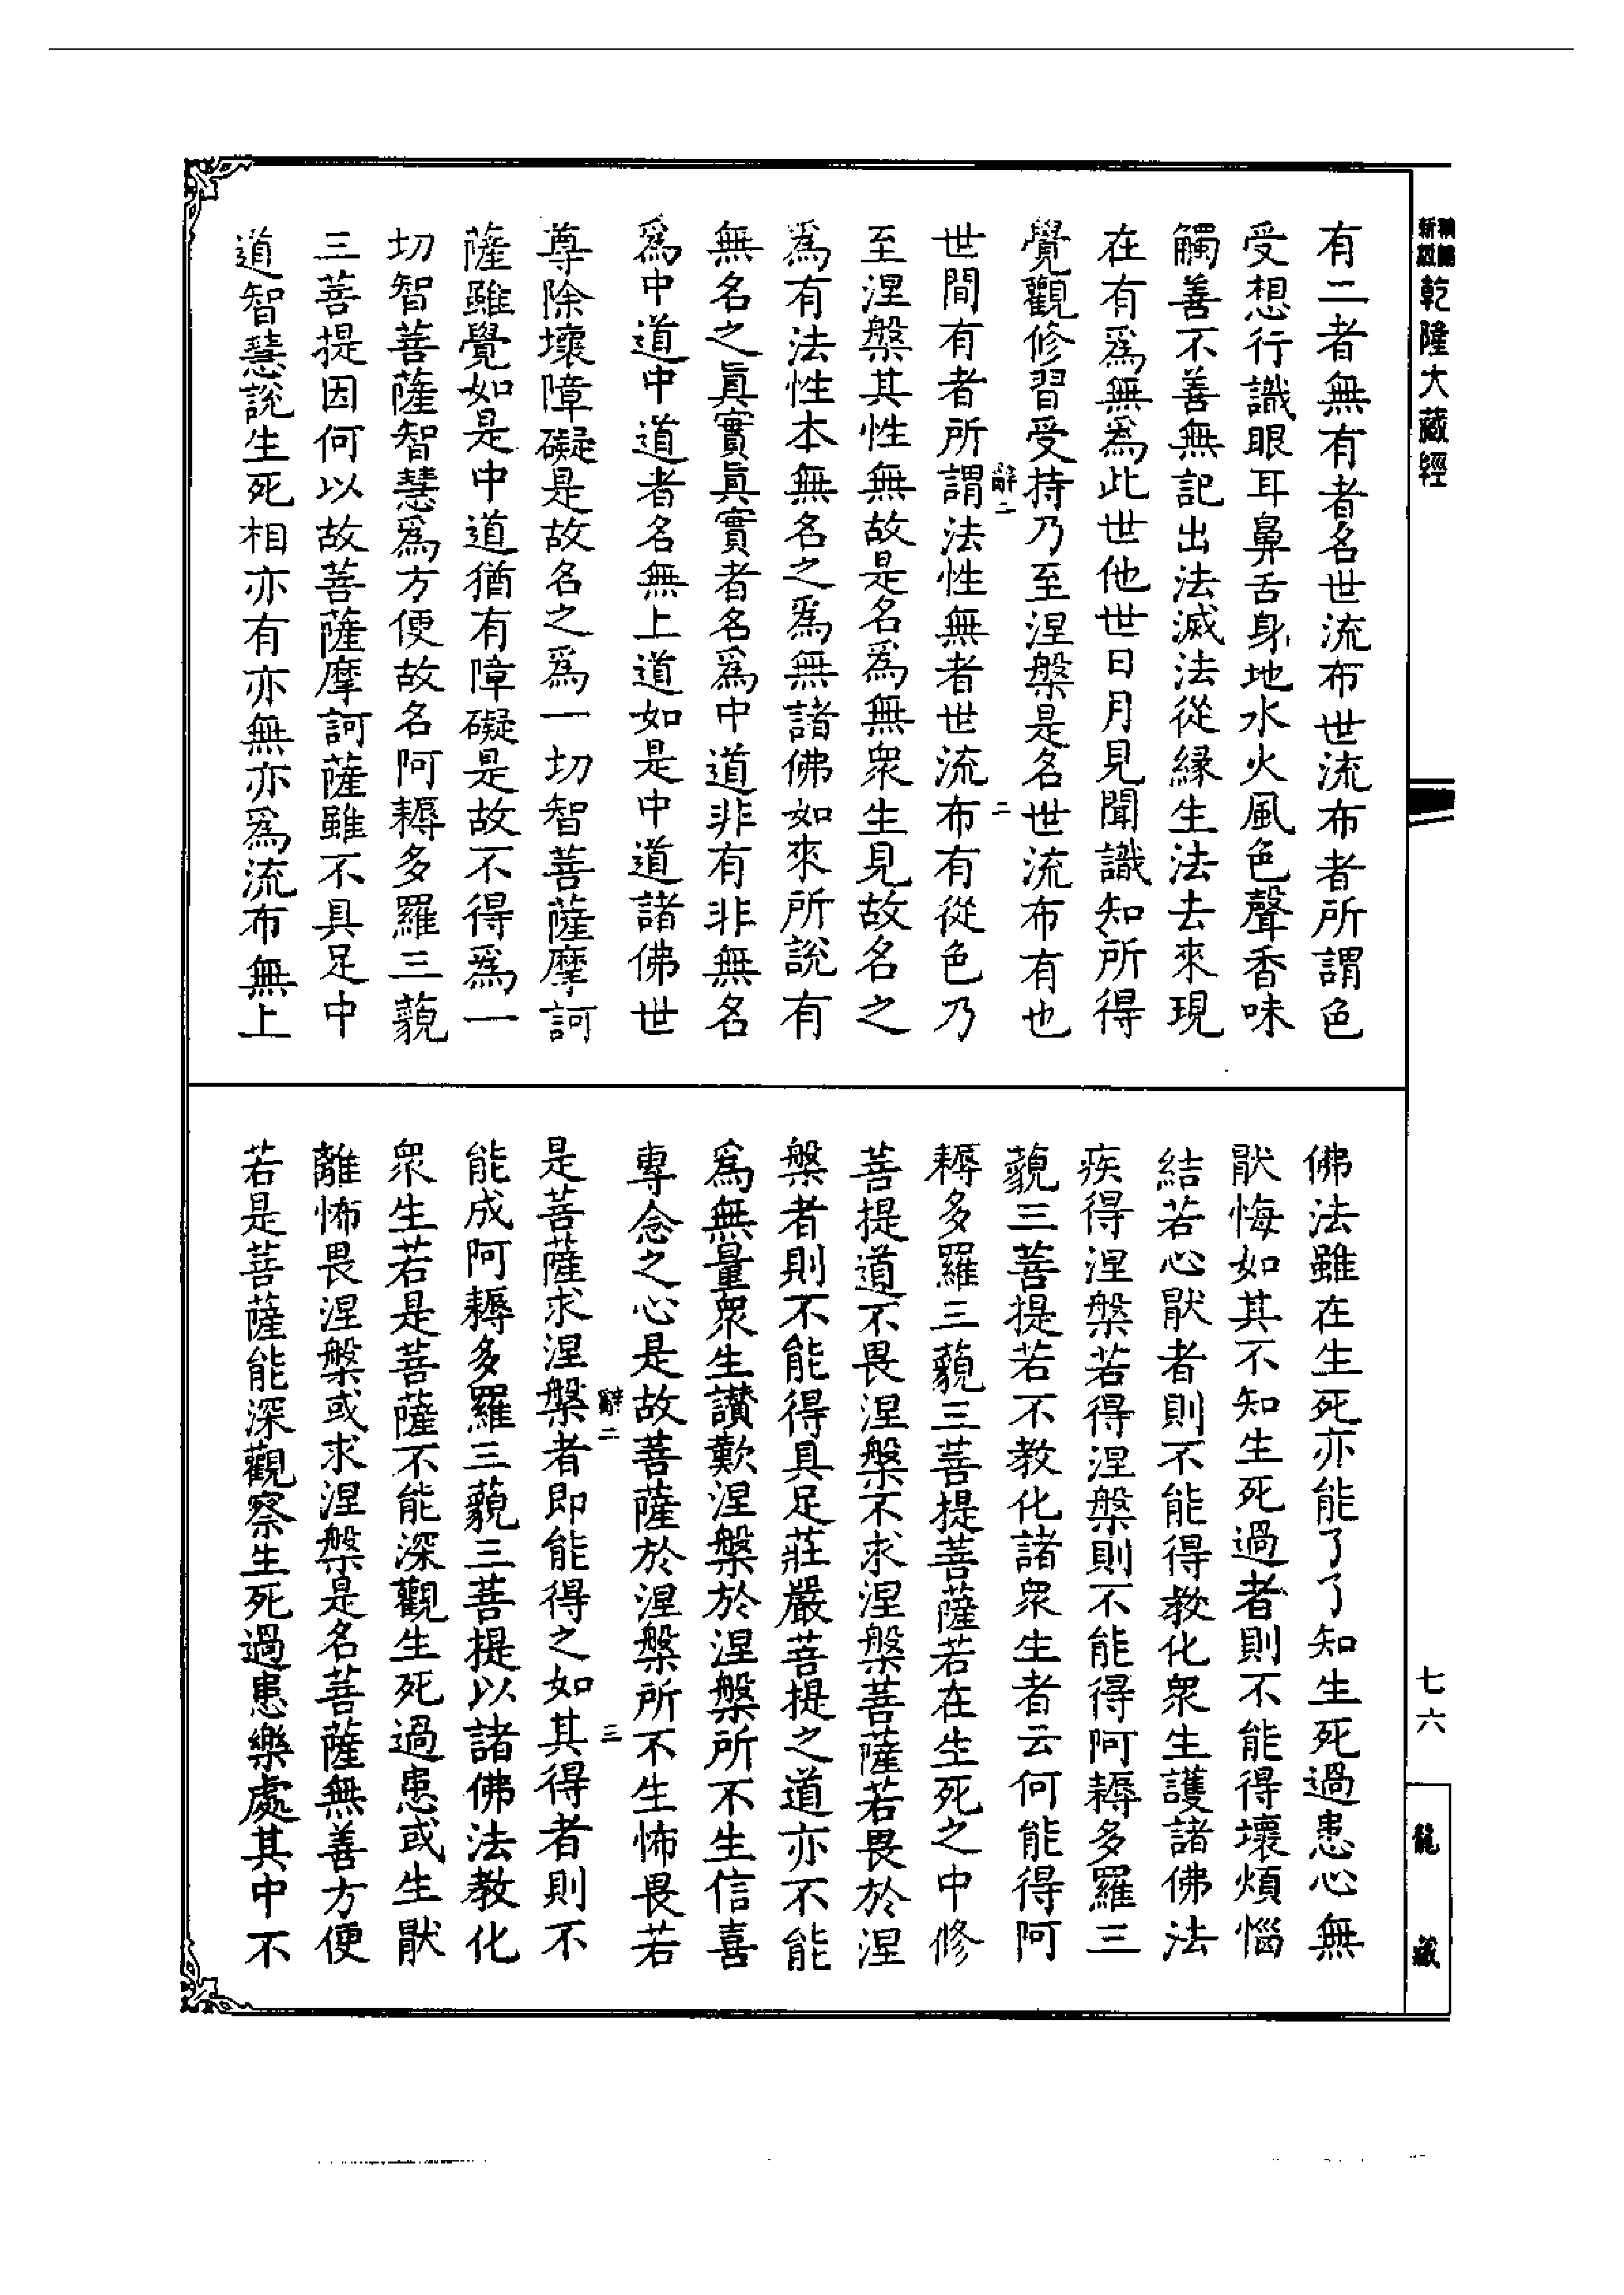 乾隆大藏經
有二者無有者名世流布世流布者所謂色
受想行識眼耳鼻舌身地水火風色聲香味
觸善不善無記出法滅法從緣生法去來現
在有爲無爲此世他世日月見聞識知所得
覺觀修習受持乃至涅槃是名世流布有也
辭二
二
世間有者所謂法性無者世流布有從色乃
至涅槃其性無故是名爲無衆生見故名之
爲有法性本無名之爲無諸佛如來所說有
無名之眞實眞實者名爲中道非有非無名
爲中道中道者名無上道如是中道諸佛世
尊除壞障礙是故名之爲一切智菩薩摩訶
薩雖覺如是中道猶有障礙是故不得爲一
切智菩薩智慧爲方便故名阿耨多羅三藐
三菩提因何以故菩薩摩訶薩雖不具足中
道智慧說生死相亦有亦無亦爲流布無上
佛法雖在生死亦能了了知生死過患心無
猒悔如其不知生死過者則不能得壞煩惱
結若心猒者則不能得教化衆生護諸佛法
疾得涅槃若得涅槃則不能得阿耨多羅三
藐三菩提若不教化諸衆生者云何能得阿
耨多羅三藐三菩提菩薩若在生死之中修
菩提道不畏涅槃不求涅槃菩薩若畏於涅
槃者則不能得具足莊嚴菩提之道亦不能
爲無量衆生讃歎涅槃於涅槃所不生信喜
專念之心是故菩薩於涅槃所不生怖畏若
辭二
三
是菩薩求涅槃者即能得之如其得者則不
能成阿耨多羅三藐三菩提以諸佛法教化
衆生若是菩薩不能深觀生死過患或生猒
離怖畏涅槃或求涅槃是名菩薩無善方便
若是菩薩能深觀察生死過患樂處其中不
七六
龍藏